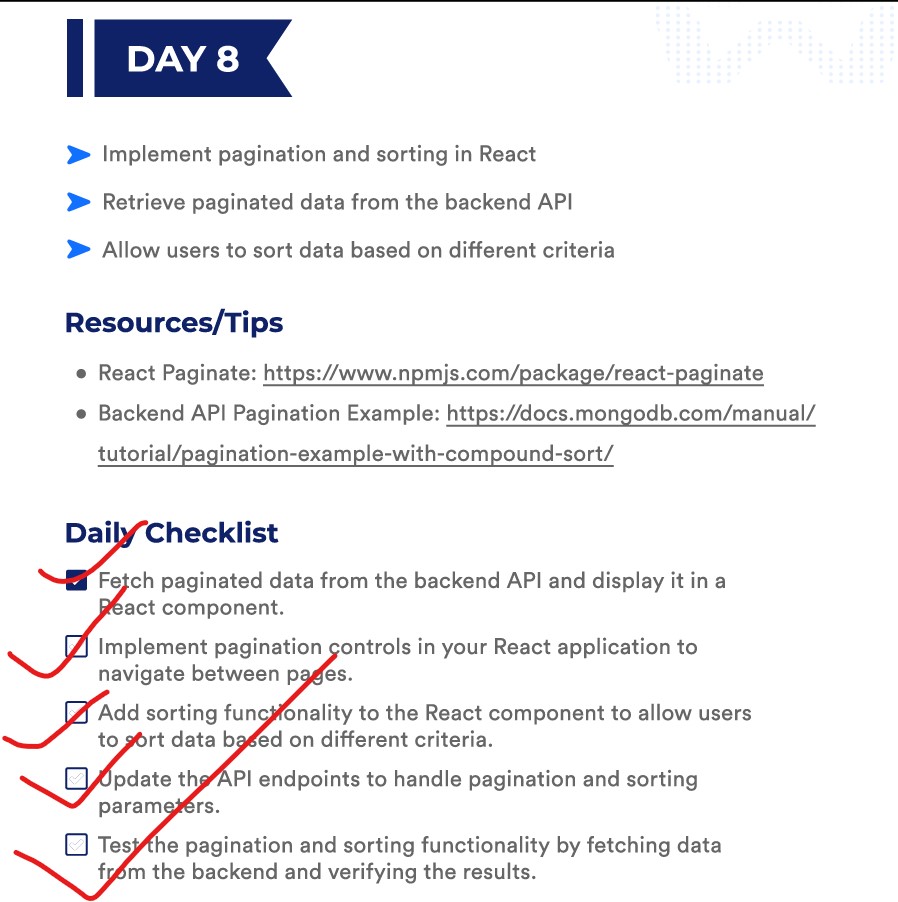 DAY 8
Implement pagination and sorting in React
Retrieve paginated data from the backend API
Allow users to sort data based on different criteria
Resources/Tips
React Paginate: https://www.npmjs.com/package/react-paginate
Backend API Pagination Example: https://docs.mongodb.com/manual/
tutorial/pagination-example-with-compound-sort/
Daily Checklist
Fetch paginated data from the backend API and display it in a
React component.
Implement pagination controls in your React application to
navigate between pages.
Add sorting functionality to the React component to allow users
to sort data based on different criteria.
Update the API endpoints to handle pagination and sorting
parameters.
Test the pagination and sorting functionality by fetching data
from the backend and verifying the results.